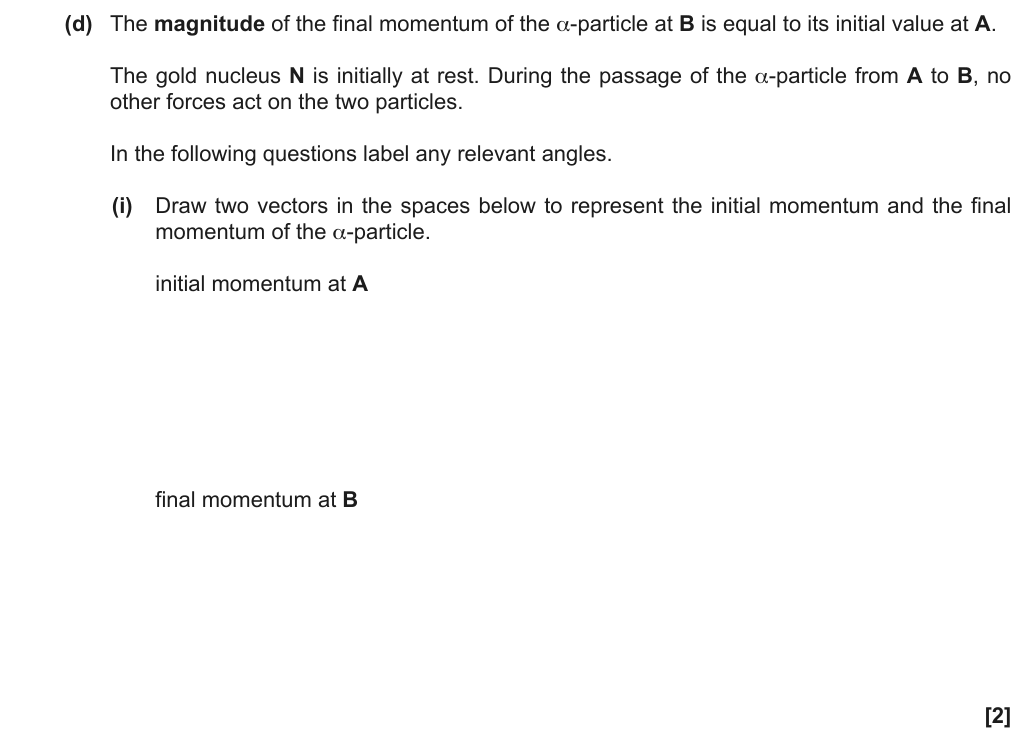 (d) The magnitude of the final momentum of the α-particle at B is equal to its initial value at A.
The gold nucleus N is initially at rest. During the passage of the α-particle from A to B, no
other forces act on the two particles.
In the following questions label any relevant angles.
(i) Draw two vectors in the spaces below to represent the initial momentum and the final
momentum of the α-particle.
initial momentum at A
final momentum at B
[2]